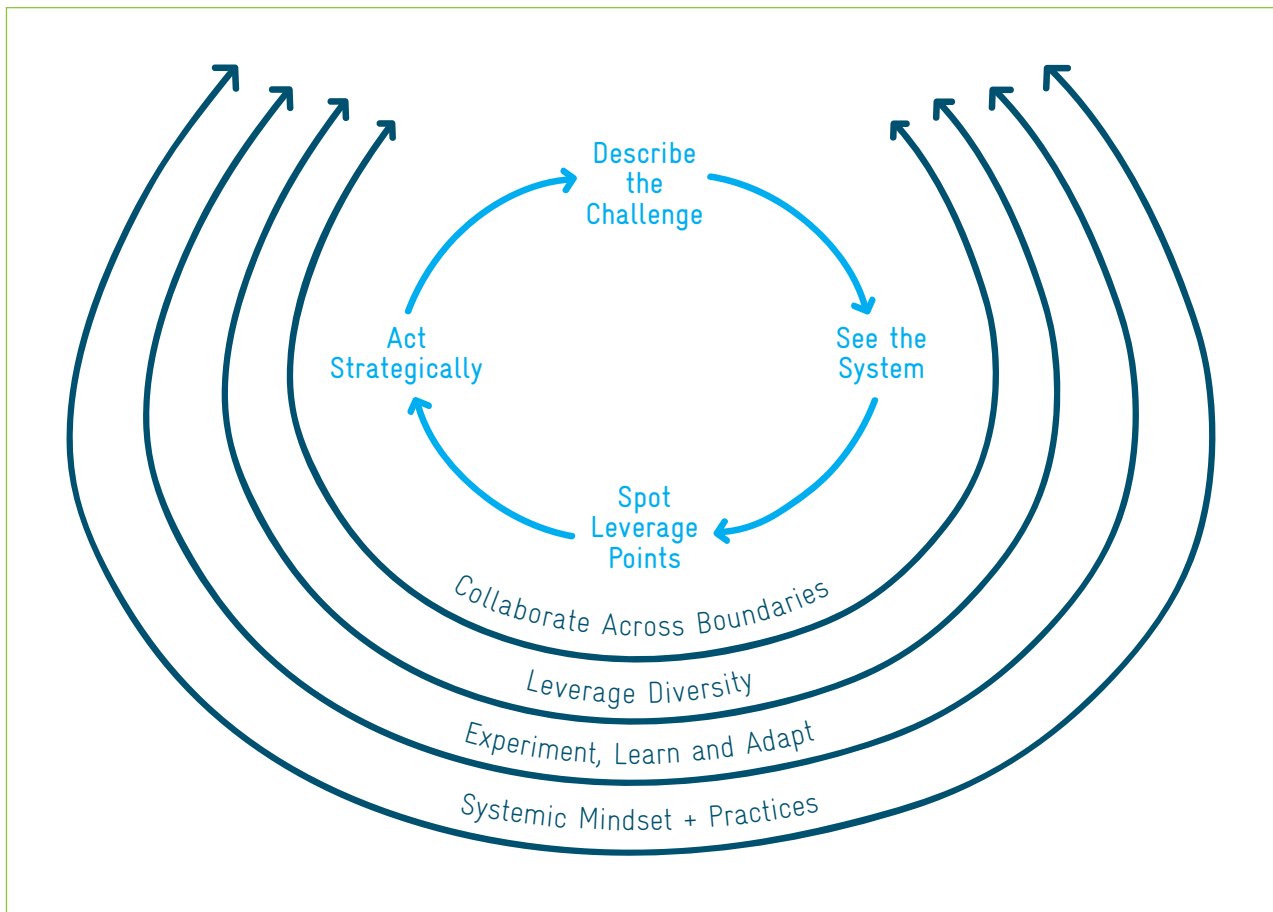 Describe
the
Challenge
See the
System
Act
Strategically
Spot
Leverage
Points
Collaborate Across Boundaries
Leverage Diversity
Experiment, Learn and Adapt
Systemic Mindset + Practices